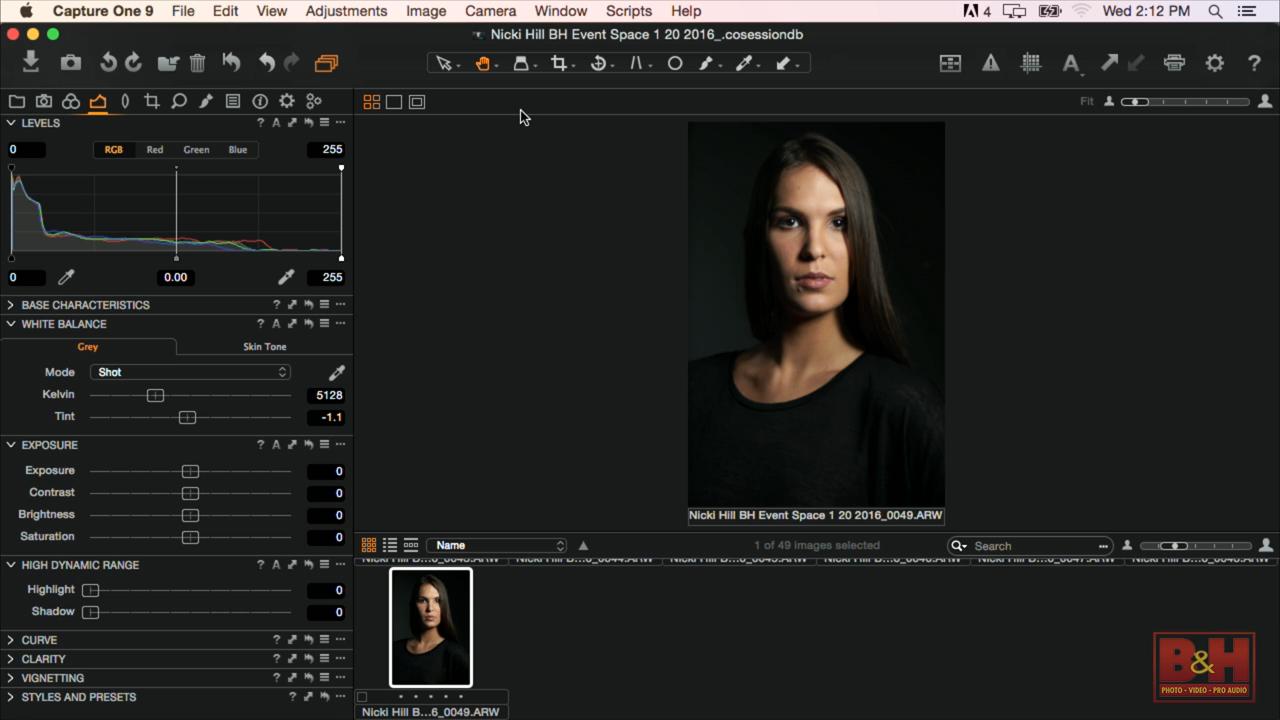 Capture One 9 File Edit View Adjustments Image Camera Window Scripts Help 4 Wed 2:12 PM
Nicki Hill BH Event Space 1 20 2016_.cosessiondb
A ?
Fit
LEVELS ? A
0 RGB Red Green Blue 255
0 0.00 255
BASE CHARACTERISTICS ?
WHITE BALANCE ? A
Grey Skin Tone
Mode Shot
Kelvin 5128
Tint -1.1
EXPOSURE ? A
Exposure 0
Contrast 0
Brightness 0
Saturation 0
HIGH DYNAMIC RANGE ? A
Highlight 0
Shadow 0
CURVE ?
CLARITY ?
VIGNETTING ?
STYLES AND PRESETS ?
Nicki Hill BH Event Space 1 20 2016_0049.ARW
Name 1 of 49 images selected Search
Nicki Hill B...6_0049.ARW
B&H
PHOTO - VIDEO - PRO AUDIO